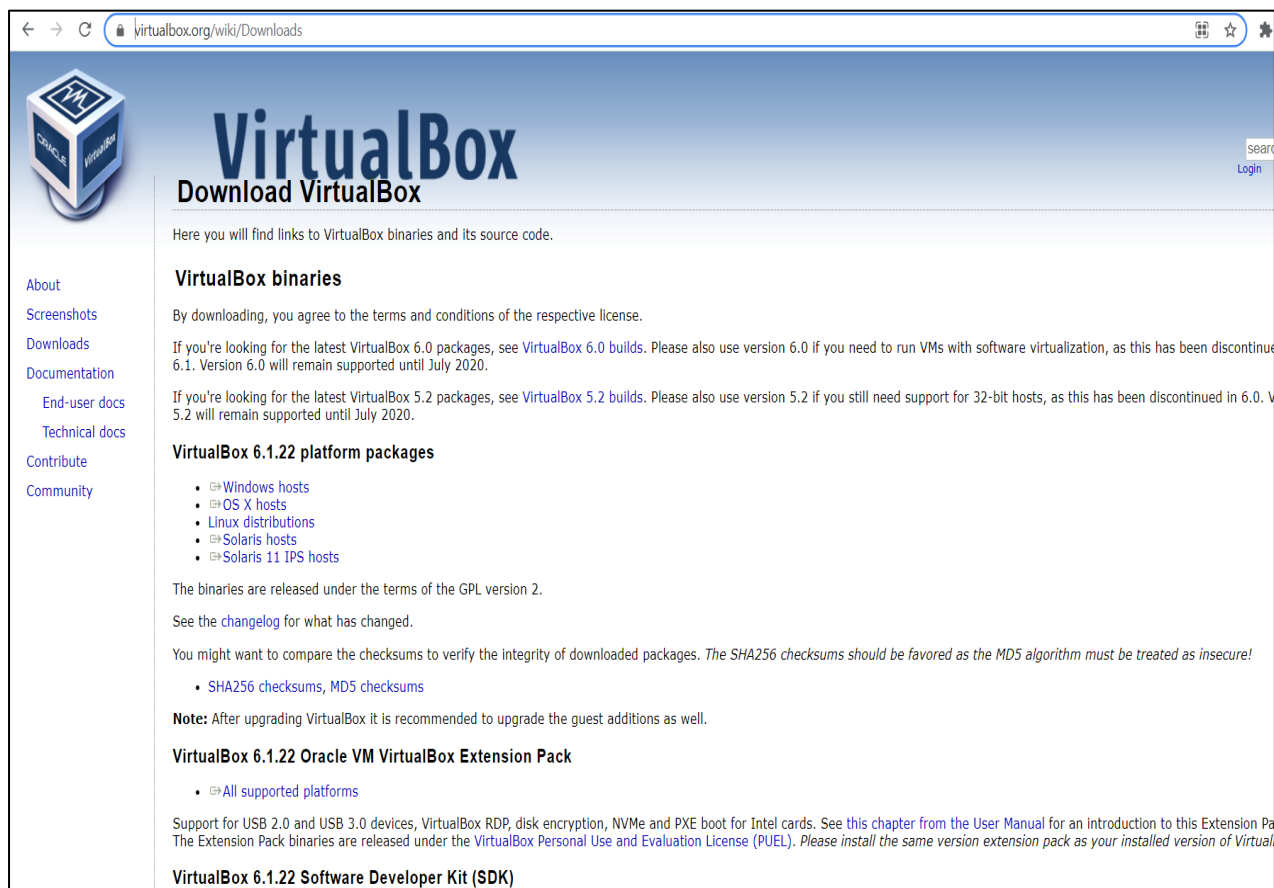 virtualbox.org/wiki/Downloads
ORACLE
VirtualBox
VirtualBox
Login
Download VirtualBox
Here you will find links to VirtualBox binaries and its source code.
About
Screenshots
Downloads
Documentation
End-user docs
Technical docs
Contribute
Community
VirtualBox binaries
By downloading, you agree to the terms and conditions of the respective license.
If you're looking for the latest VirtualBox 6.0 packages, see VirtualBox 6.0 builds. Please also use version 6.0 if you need to run VMs with software virtualization, as this has been
6.1. Version 6.0 will remain supported until July 2020.
If you're looking for the latest VirtualBox 5.2 packages, see VirtualBox 5.2 builds. Please also use version 5.2 if you still need support for 32-bit hosts, as this has been discontinued in 6.0.
5.2 will remain supported until July 2020.
VirtualBox 6.1.22 platform packages
Windows hosts
OS X hosts
Linux distributions
Solaris hosts
Solaris 11 IPS hosts
The binaries are released under the terms of the GPL version 2.
See the changelog for what has changed.
You might want to compare the checksums to verify the integrity of downloaded packages. The SHA256 checksums should be favored as the MD5 algorithm must be treated as insecure!
SHA256 checksums, MD5 checksums
Note: After upgrading VirtualBox it is recommended to upgrade the guest additions as well.
VirtualBox 6.1.22 Oracle VM VirtualBox Extension Pack
All supported platforms
Support for USB 2.0 and USB 3.0 devices, VirtualBox RDP, disk encryption, NVMe and PXE boot for Intel cards. See this chapter from the User Manual for an introduction to this Extension
The Extension Pack binaries are released under the VirtualBox Personal Use and Evaluation License (PUEL). Please install the same version extension pack as your installed version of
VirtualBox 6.1.22 Software Developer Kit (SDK)